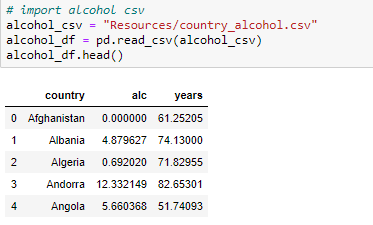 # import alcohol csv
alcohol_csv = "Resources/country_alcohol.csv"
alcohol_df = pd.read_csv(alcohol_csv)
alcohol_df.head()
country alc years
0 Afghanistan 0.000000 61.25205
1 Albania 4.879627 74.13000
2 Algeria 0.692020 71.82955
3 Andorra 12.332149 82.65301
4 Angola 5.660368 51.74093